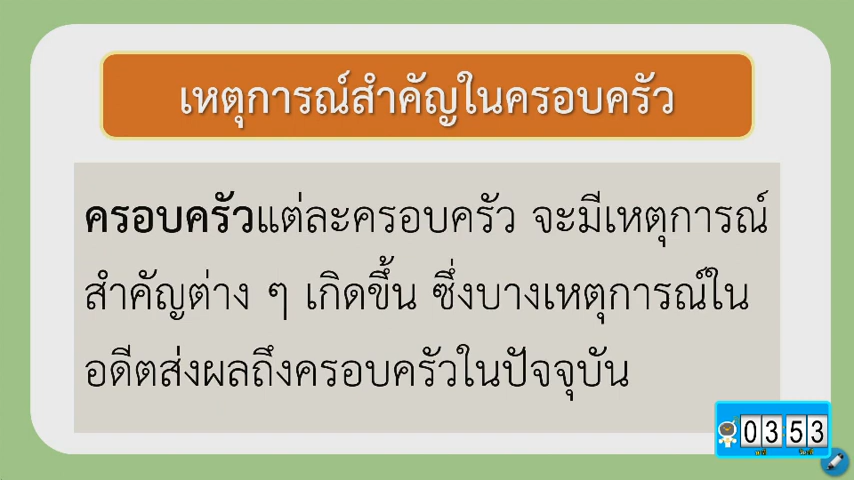 เหตุการณ์สำคัญในครอบครัว
ครอบครัวแต่ละครอบครัว จะมีเหตุการณ์
สำคัญต่าง ๆ เกิดขึ้น ซึ่งบางเหตุการณ์ใน
อดีตส่งผลถึงครอบครัวในปัจจุบัน
03 53